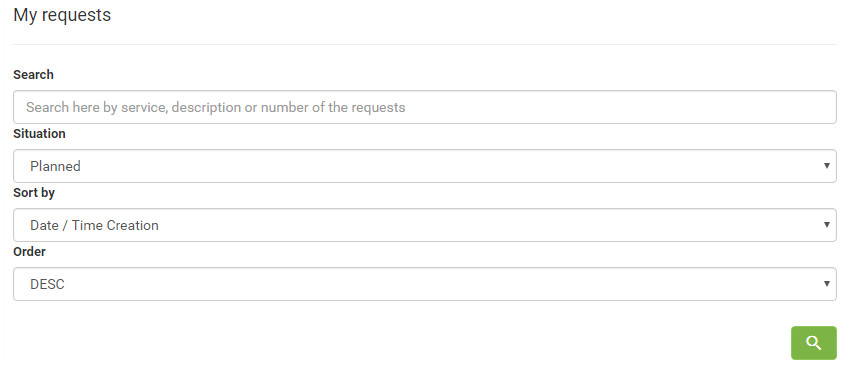 My requests
Search
Search here by service, description or number of the requests
Situation
Planned
Sort by
Date / Time Creation
Order
DESC